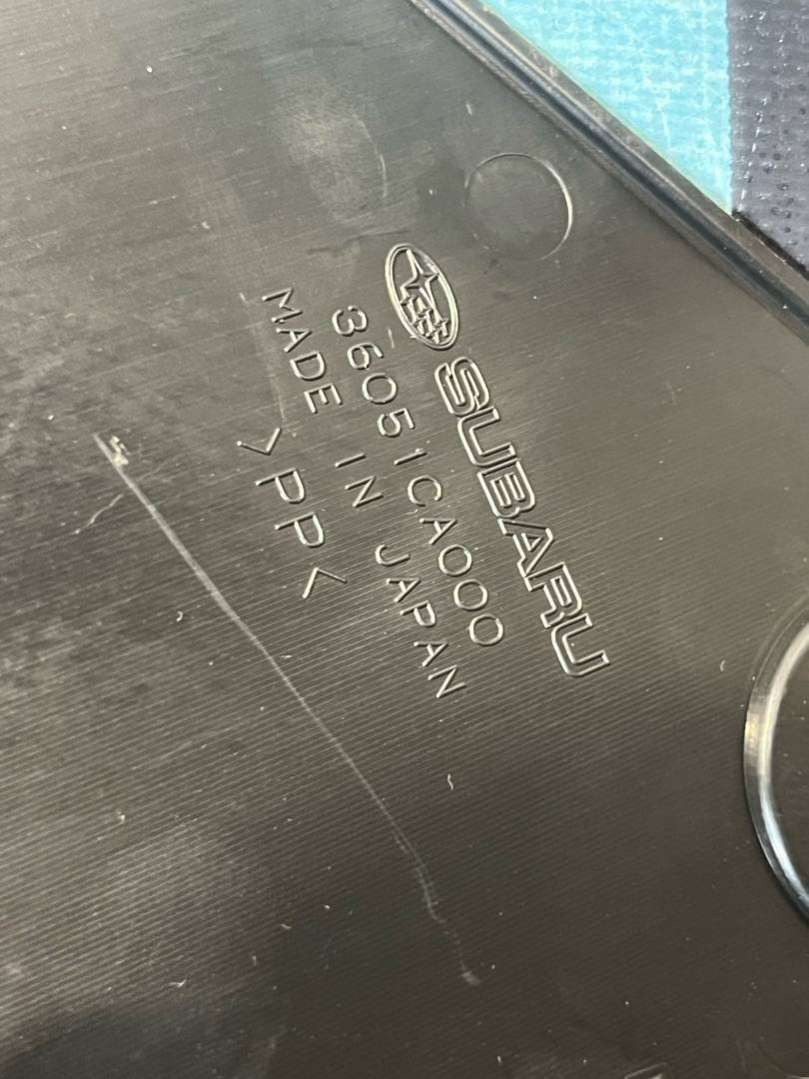 SUBARU
36051CA000
MADE IN JAPAN
>PP<